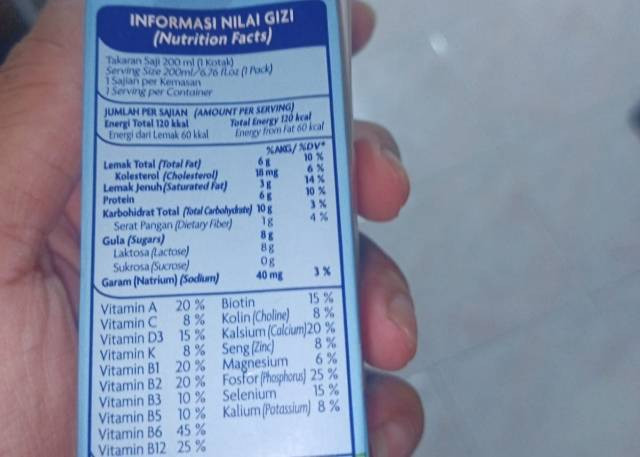 INFORMASI NILAI GIZI
(Nutrition Facts)
Takaran Saji 200 ml (1 Kotak)
Serving Size 200ml/6.76 fl.oz (1 Pack)
1 Sajian per Kemasan
1 Serving per Container
JUMLAH PER SAJIAN (AMOUNT PER SERVING)
Energi Total 120 kkal Total Energy 120 kcal
Energi dari Lemak 60 kkal Energy from Fat 60 kcal
%AKG/%DV*
Lemak Total (Total Fat) 6 g 10 %
Kolesterol (Cholesterol) 18 mg 6 %
Lemak Jenuh (Saturated Fat) 3 g 14 %
Protein 6 g 10 %
Karbohidrat Total (Total Carbohydrate) 10 g 3 %
Serat Pangan (Dietary Fiber) 1 g 4 %
Gula (Sugars) 8 g
Laktosa (Lactose) 8 g
Sukrosa (Sucrose) 0 g
Garam (Natrium) (Sodium) 40 mg 3 %
Vitamin A 20 % Biotin 15 %
Vitamin C 8 % Kolin (Choline) 8 %
Vitamin D3 15 % Kalsium (Calcium) 20 %
Vitamin K 8 % Seng (Zinc) 8 %
Vitamin B1 20 % Magnesium 6 %
Vitamin B2 20 % Fosfor (Phosphorus) 25 %
Vitamin B3 10 % Selenium 15 %
Vitamin B5 10 % Kalium (Potassium) 8 %
Vitamin B6 45 %
Vitamin B12 25 %